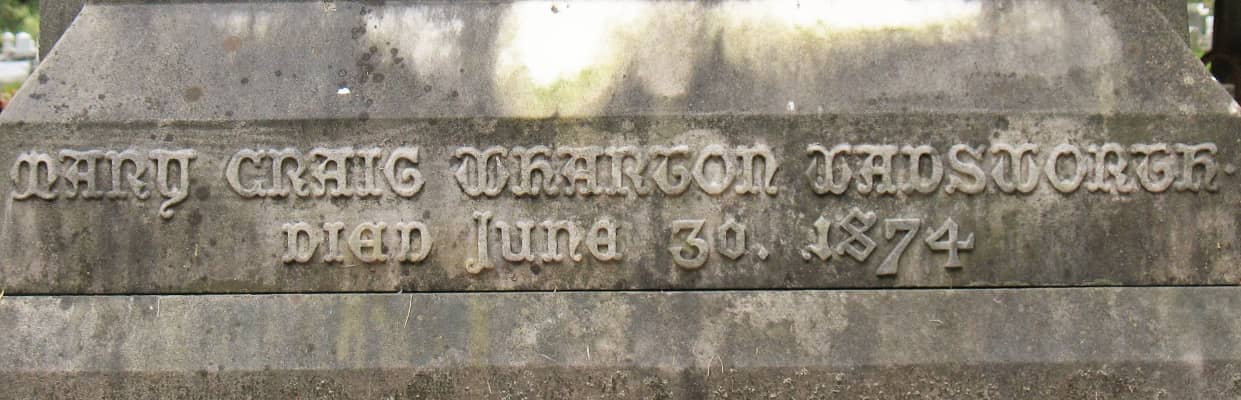 MARY CRAIG WHARTON WADSWORTH.
DIED JUNE 30. 1874